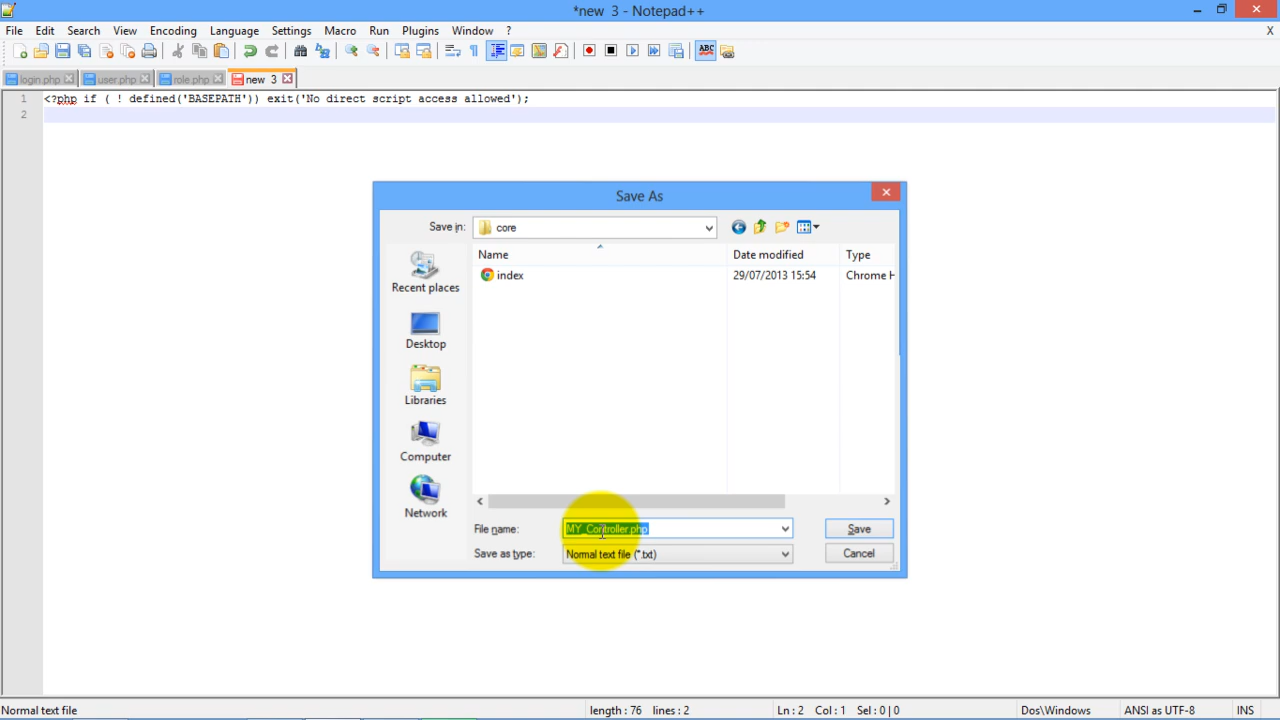 *new 3 - Notepad++
File Edit Search View Encoding Language Settings Macro Run Plugins Window ? X
ABC
login.php user.php role.php new 3
1 <?php if ( ! defined('BASEPATH')) exit('No direct script access allowed');
2
Save As
Save in: core
Name Date modified Type
index 29/07/2013 15:54 Chrome H
Recent places
Desktop
Libraries
Computer
Network
File name: MY_Controller.php Save
Save as type: Normal text file (*.txt) Cancel
Normal text file length : 76 lines : 2 Ln : 2 Col : 1 Sel : 0 | 0 Dos\Windows ANSI as UTF-8 INS